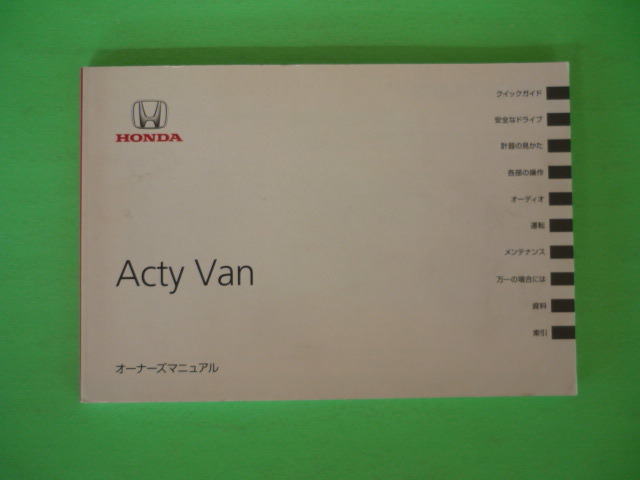 HONDA
Acty Van
オーナーズマニュアル
クイックガイド
安全なドライブ
計器の見かた
各部の操作
オーディオ
運転
メンテナンス
万一の場合には
資料
索引